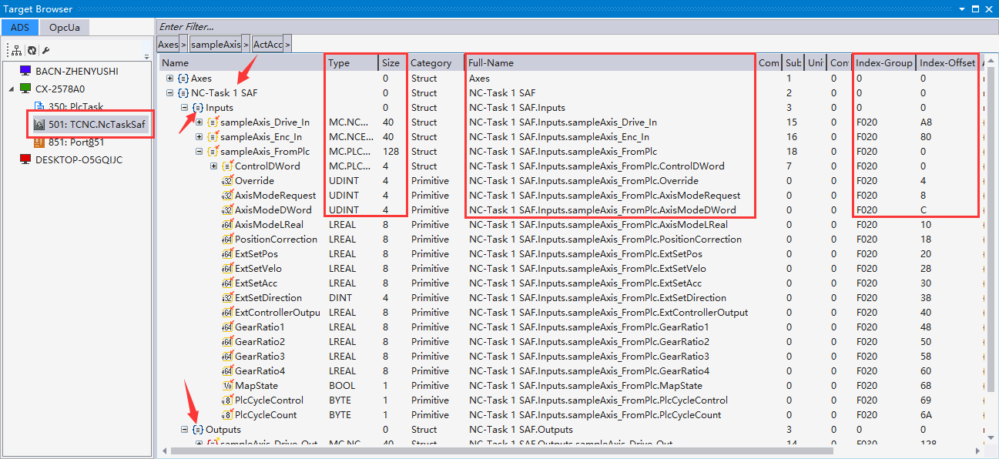 Target Browser
ADS OpcUa
BACN-ZHENYUSHI
CX-2578A0
350: PlcTask
501: TCNC.NcTaskSaf
851: Port851
DESKTOP-O5GQIJC
Enter Filter...
Axes > sampleAxis > ActAcc >
Name Type Size Category Full-Name Com Sub Uni Con Index-Group Index-Offset
Axes 0 Struct Axes 1 0 0 0
NC-Task 1 SAF 0 Struct NC-Task 1 SAF 2 0 0 0
Inputs 0 Struct NC-Task 1 SAF.Inputs 3 0 0 0
sampleAxis_Drive_In MC.NC... 40 Struct NC-Task 1 SAF.Inputs.sampleAxis_Drive_In 15 0 F020 A8
sampleAxis_Enc_In MC.NCE... 40 Struct NC-Task 1 SAF.Inputs.sampleAxis_Enc_In 16 0 F020 80
sampleAxis_FromPlc MC.PLC... 128 Struct NC-Task 1 SAF.Inputs.sampleAxis_FromPlc 18 0 F020 0
ControlDWord MC.PLC... 4 Struct NC-Task 1 SAF.Inputs.sampleAxis_FromPlc.ControlDWord 7 0 F020 0
Override UDINT 4 Primitive NC-Task 1 SAF.Inputs.sampleAxis_FromPlc.Override 0 0 F020 4
AxisModeRequest UDINT 4 Primitive NC-Task 1 SAF.Inputs.sampleAxis_FromPlc.AxisModeRequest 0 0 F020 8
AxisModeDWord UDINT 4 Primitive NC-Task 1 SAF.Inputs.sampleAxis_FromPlc.AxisModeDWord 0 0 F020 C
AxisModeLReal LREAL 8 Primitive NC-Task 1 SAF.Inputs.sampleAxis_FromPlc.AxisModeLReal 0 0 F020 10
PositionCorrection LREAL 8 Primitive NC-Task 1 SAF.Inputs.sampleAxis_FromPlc.PositionCorrection 0 0 F020 18
ExtSetPos LREAL 8 Primitive NC-Task 1 SAF.Inputs.sampleAxis_FromPlc.ExtSetPos 0 0 F020 20
ExtSetVelo LREAL 8 Primitive NC-Task 1 SAF.Inputs.sampleAxis_FromPlc.ExtSetVelo 0 0 F020 28
ExtSetAcc LREAL 8 Primitive NC-Task 1 SAF.Inputs.sampleAxis_FromPlc.ExtSetAcc 0 0 F020 30
ExtSetDirection DINT 4 Primitive NC-Task 1 SAF.Inputs.sampleAxis_FromPlc.ExtSetDirection 0 0 F020 38
ExtControllerOutpu LREAL 8 Primitive NC-Task 1 SAF.Inputs.sampleAxis_FromPlc.ExtControllerOutput 0 0 F020 40
GearRatio1 LREAL 8 Primitive NC-Task 1 SAF.Inputs.sampleAxis_FromPlc.GearRatio1 0 0 F020 48
GearRatio2 LREAL 8 Primitive NC-Task 1 SAF.Inputs.sampleAxis_FromPlc.GearRatio2 0 0 F020 50
GearRatio3 LREAL 8 Primitive NC-Task 1 SAF.Inputs.sampleAxis_FromPlc.GearRatio3 0 0 F020 58
GearRatio4 LREAL 8 Primitive NC-Task 1 SAF.Inputs.sampleAxis_FromPlc.GearRatio4 0 0 F020 60
MapState BOOL 1 Primitive NC-Task 1 SAF.Inputs.sampleAxis_FromPlc.MapState 0 0 F020 68
PlcCycleControl BYTE 1 Primitive NC-Task 1 SAF.Inputs.sampleAxis_FromPlc.PlcCycleControl 0 0 F020 69
PlcCycleCount BYTE 1 Primitive NC-Task 1 SAF.Inputs.sampleAxis_FromPlc.PlcCycleCount 0 0 F020 6A
Outputs 0 Struct NC-Task 1 SAF.Outputs 3 0 0 0
sampleAxis_Drive_Out MC.NC... 40 Struct NC-Task 1 SAF.Outputs.sampleAxis_Drive_Out 14 0 F030 128